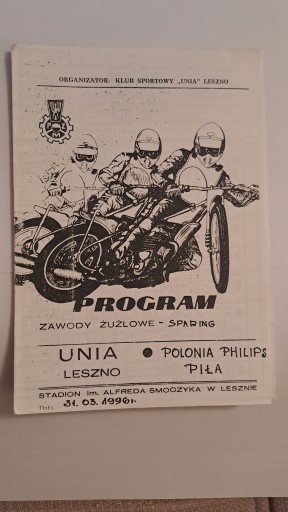 ORGANIZATOR: KLUB SPORTOWY „UNIA" LESZNO
PROGRAM
ZAWODY ŻUŻLOWE - SPARING
UNIA ● POLONIA PHILIPS
LESZNO PIŁA
STADION im. ALFREDA SMOCZYKA W LESZNIE
31. 03. 1996 r.